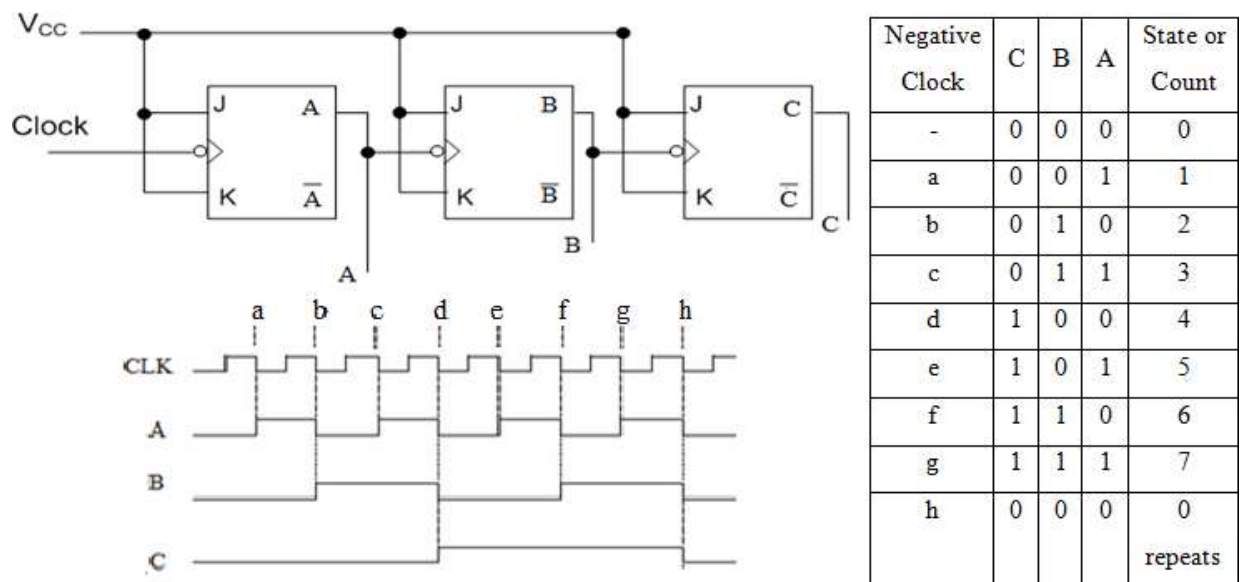 V_CC
J A J B J C
Clock
K A̅ K B̅ K C̅
C
B
A
a b c d e f g h
CLK
A
B
C
Negative Clock C B A State or Count
- 0 0 0 0
a 0 0 1 1
b 0 1 0 2
c 0 1 1 3
d 1 0 0 4
e 1 0 1 5
f 1 1 0 6
g 1 1 1 7
h 0 0 0 0
repeats